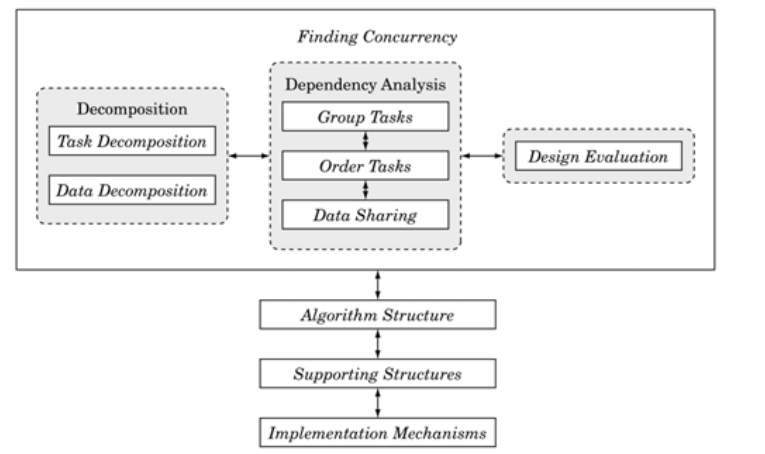 Finding Concurrency
Decomposition
Task Decomposition
Data Decomposition
Dependency Analysis
Group Tasks
Order Tasks
Data Sharing
Design Evaluation
Algorithm Structure
Supporting Structures
Implementation Mechanisms